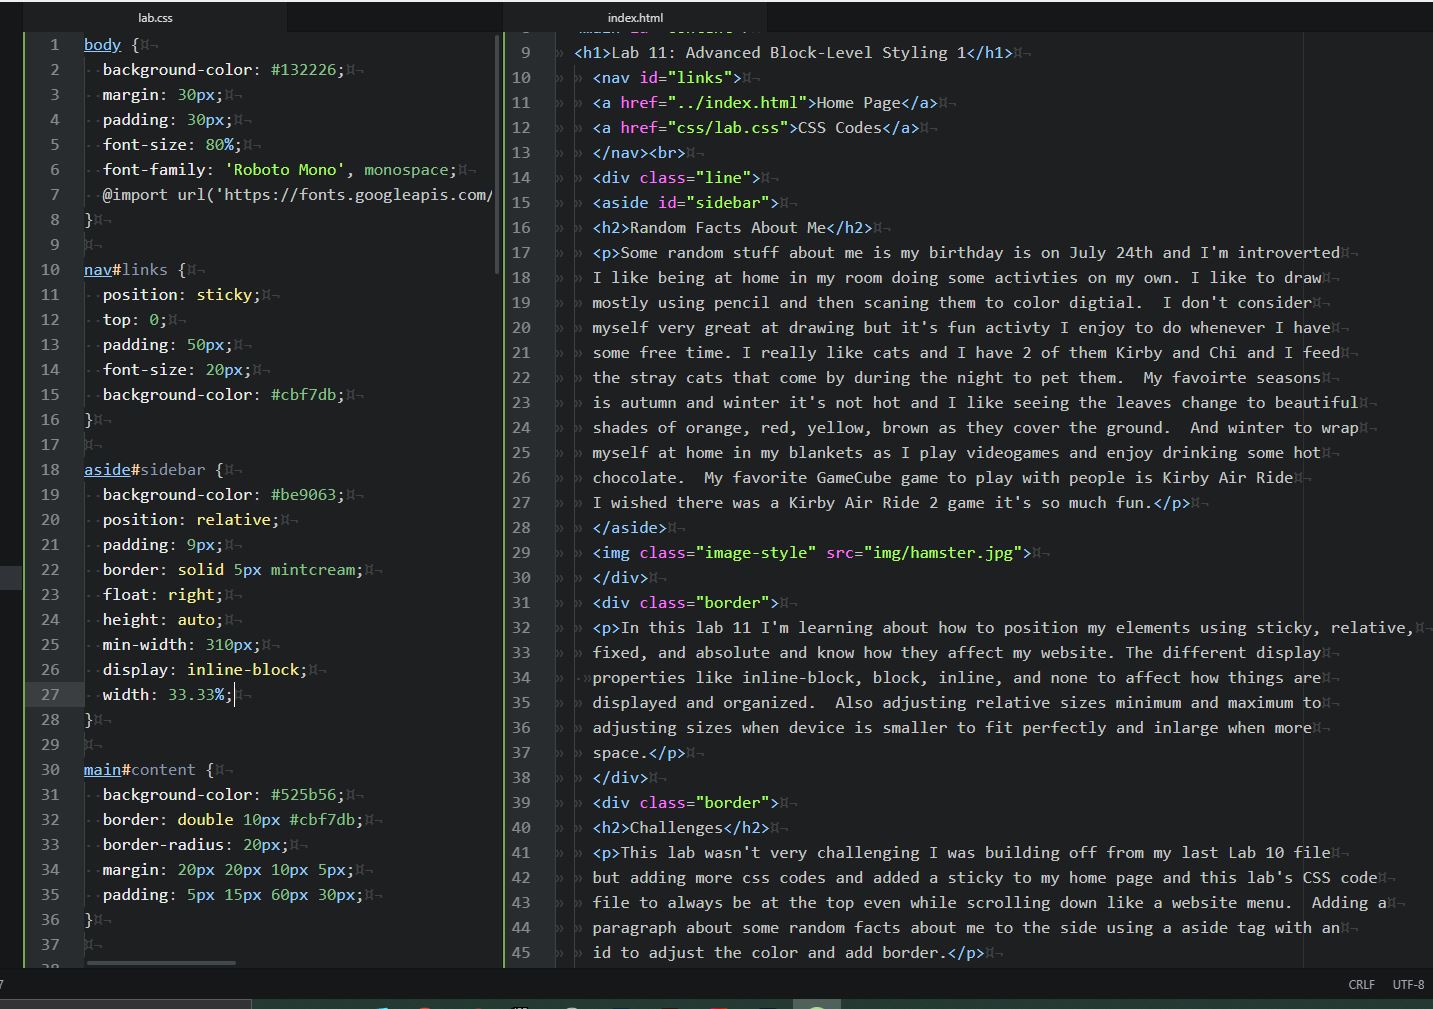 lab.css
index.html
1 body {
2 background-color: #132226;
3 margin: 30px;
4 padding: 30px;
5 font-size: 80%;
6 font-family: 'Roboto Mono', monospace;
7 @import url('https://fonts.googleapis.com/
8 }
9
10 nav#links {
11 position: sticky;
12 top: 0;
13 padding: 50px;
14 font-size: 20px;
15 background-color: #cbf7db;
16 }
17
18 aside#sidebar {
19 background-color: #be9063;
20 position: relative;
21 padding: 9px;
22 border: solid 5px mintcream;
23 float: right;
24 height: auto;
25 min-width: 310px;
26 display: inline-block;
27 width: 33.33%;
28 }
29
30 main#content {
31 background-color: #525b56;
32 border: double 10px #cbf7db;
33 border-radius: 20px;
34 margin: 20px 20px 10px 5px;
35 padding: 5px 15px 60px 30px;
36 }
37
9 <h1>Lab 11: Advanced Block-Level Styling 1</h1>
10 <nav id="links">
11 <a href="../index.html">Home Page</a>
12 <a href="css/lab.css">CSS Codes</a>
13 </nav><br>
14 <div class="line">
15 <aside id="sidebar">
16 <h2>Random Facts About Me</h2>
17 <p>Some random stuff about me is my birthday is on July 24th and I'm introverted
18 I like being at home in my room doing some activties on my own. I like to draw
19 mostly using pencil and then scaning them to color digtial.  I don't consider
20 myself very great at drawing but it's fun activty I enjoy to do whenever I have
21 some free time. I really like cats and I have 2 of them Kirby and Chi and I feed
22 the stray cats that come by during the night to pet them.  My favoirte seasons
23 is autumn and winter it's not hot and I like seeing the leaves change to beautiful
24 shades of orange, red, yellow, brown as they cover the ground.  And winter to wrap
25 myself at home in my blankets as I play videogames and enjoy drinking some hot
26 chocolate.  My favorite GameCube game to play with people is Kirby Air Ride
27 I wished there was a Kirby Air Ride 2 game it's so much fun.</p>
28 </aside>
29 <img class="image-style" src="img/hamster.jpg">
30 </div>
31 <div class="border">
32 <p>In this lab 11 I'm learning about how to position my elements using sticky, relative,
33 fixed, and absolute and know how they affect my website. The different display
34 properties like inline-block, block, inline, and none to affect how things are
35 displayed and organized.  Also adjusting relative sizes minimum and maximum to
36 adjusting sizes when device is smaller to fit perfectly and inlarge when more
37 space.</p>
38 </div>
39 <div class="border">
40 <h2>Challenges</h2>
41 <p>This lab wasn't very challenging I was building off from my last Lab 10 file
42 but adding more css codes and added a sticky to my home page and this lab's CSS code
43 file to always be at the top even while scrolling down like a website menu.  Adding a
44 paragraph about some random facts about me to the side using a aside tag with an
45 id to adjust the color and add border.</p>
CRLF UTF-8